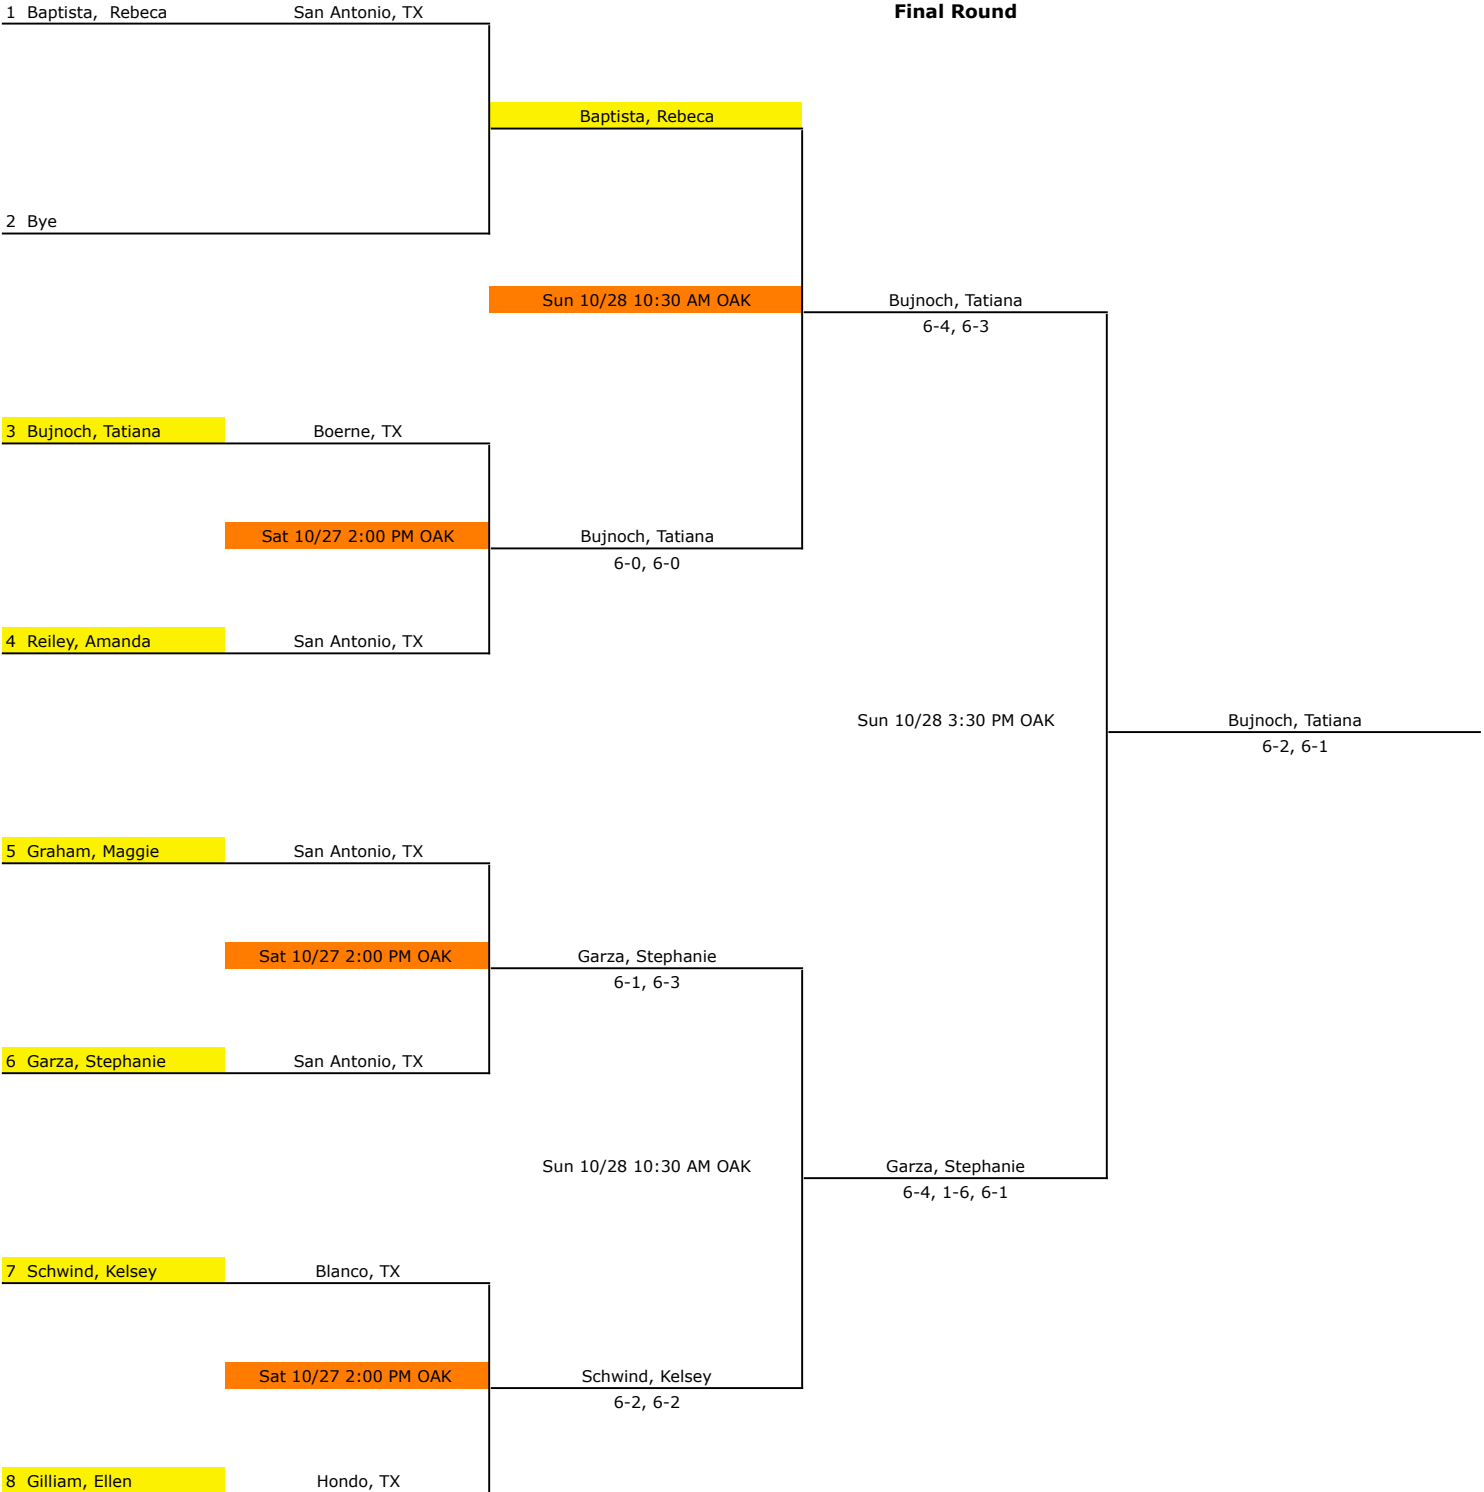 1 Baptista, Rebeca San Antonio, TX Final Round
Baptista, Rebeca
2 Bye
Sun 10/28 10:30 AM OAK Bujnoch, Tatiana
6-4, 6-3
3 Bujnoch, Tatiana Boerne, TX
Sat 10/27 2:00 PM OAK Bujnoch, Tatiana
6-0, 6-0
4 Reiley, Amanda San Antonio, TX
Sun 10/28 3:30 PM OAK Bujnoch, Tatiana
6-2, 6-1
5 Graham, Maggie San Antonio, TX
Sat 10/27 2:00 PM OAK Garza, Stephanie
6-1, 6-3
6 Garza, Stephanie San Antonio, TX
Sun 10/28 10:30 AM OAK Garza, Stephanie
6-4, 1-6, 6-1
7 Schwind, Kelsey Blanco, TX
Sat 10/27 2:00 PM OAK Schwind, Kelsey
6-2, 6-2
8 Gilliam, Ellen Hondo, TX